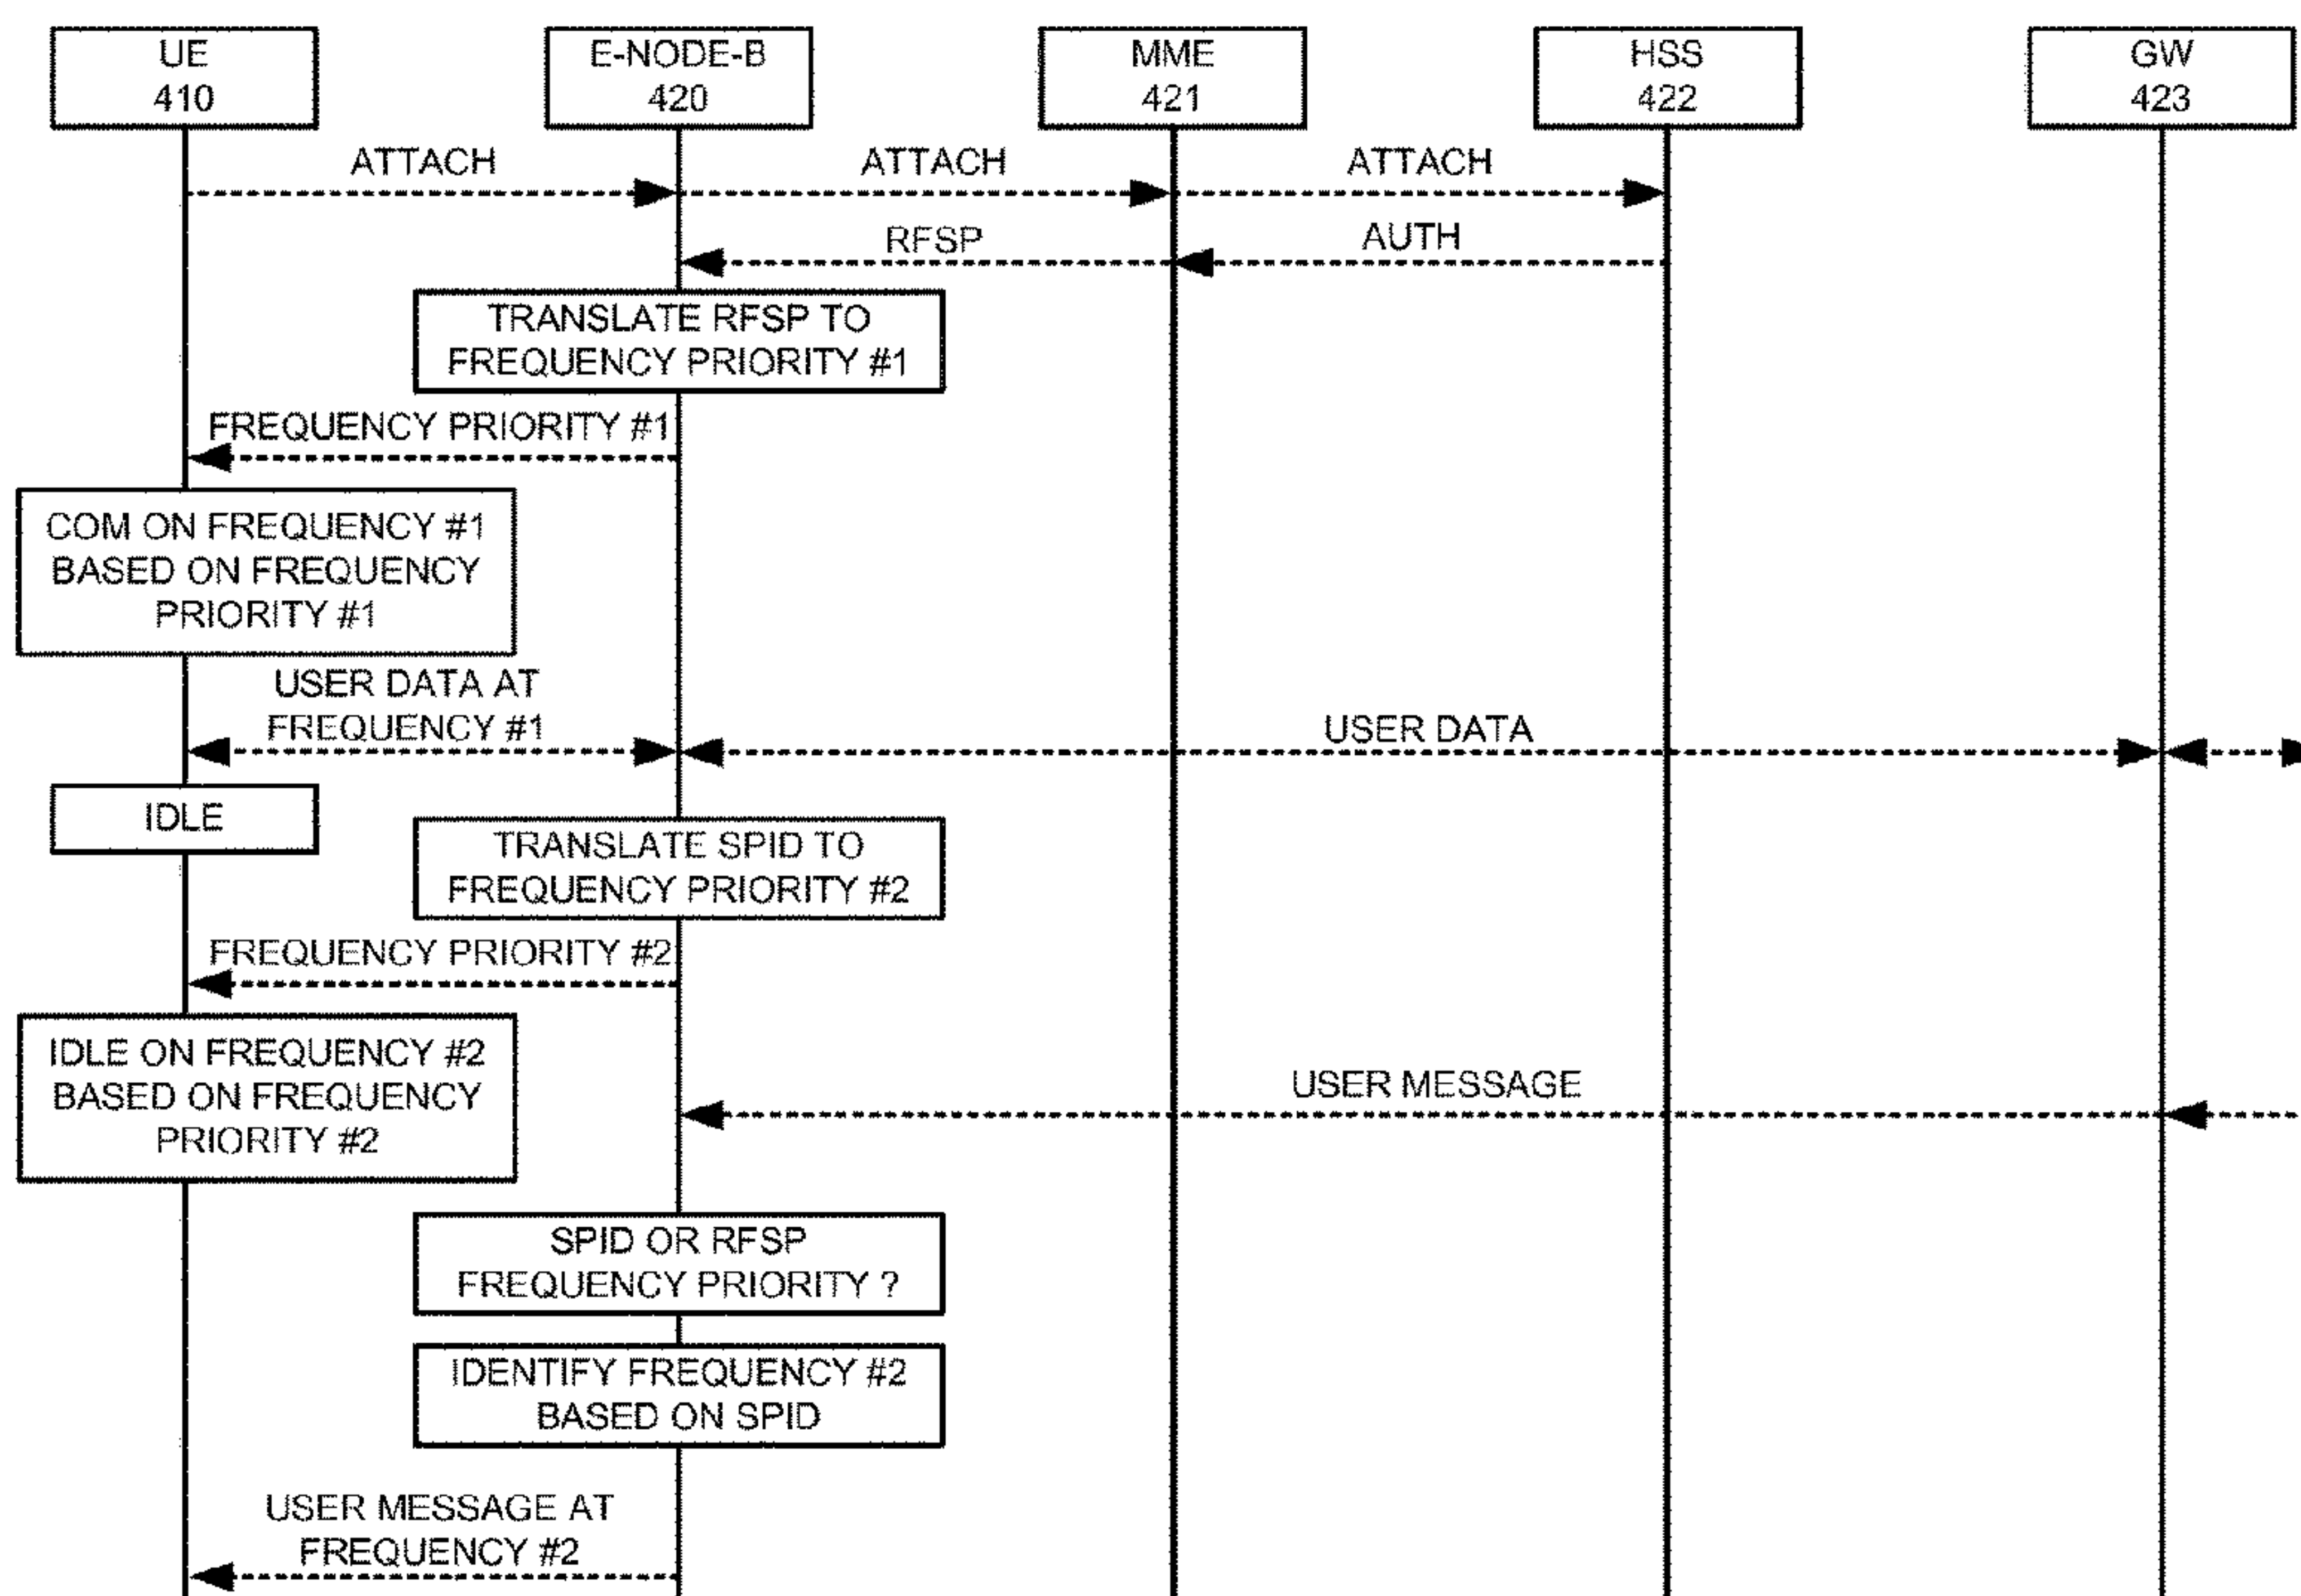 UE
410
E-NODE-B
420
MME
421
HSS
422
GW
423
ATTACH
ATTACH
ATTACH
RFSP
AUTH
TRANSLATE RFSP TO
FREQUENCY PRIORITY #1
FREQUENCY PRIORITY #1
COM ON FREQUENCY #1
BASED ON FREQUENCY
PRIORITY #1
USER DATA AT
FREQUENCY #1
USER DATA
IDLE
TRANSLATE SPID TO
FREQUENCY PRIORITY #2
FREQUENCY PRIORITY #2
IDLE ON FREQUENCY #2
BASED ON FREQUENCY
PRIORITY #2
USER MESSAGE
SPID OR RFSP
FREQUENCY PRIORITY ?
IDENTIFY FREQUENCY #2
BASED ON SPID
USER MESSAGE AT
FREQUENCY #2